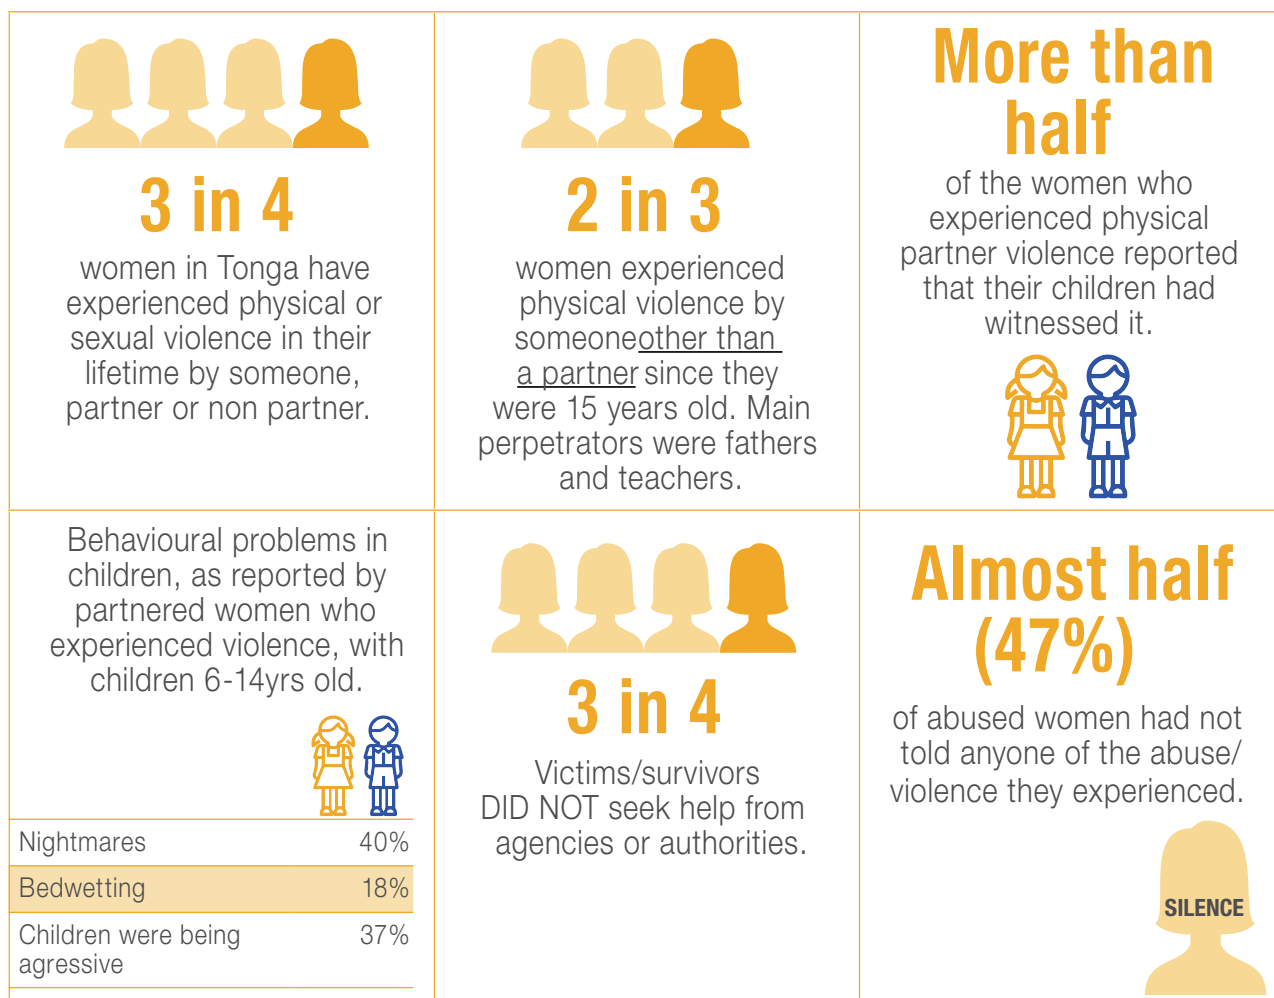 3 in 4
women in Tonga have
experienced physical or
sexual violence in their
lifetime by someone,
partner or non partner.
2 in 3
women experienced
physical violence by
someoneother than
a partner since they
were 15 years old. Main
perpetrators were fathers
and teachers.
More than
half
of the women who
experienced physical
partner violence reported
that their children had
witnessed it.
Behavioural problems in
children, as reported by
partnered women who
experienced violence, with
children 6-14yrs old.
Nightmares 40%
Bedwetting 18%
Children were being 37%
agressive
3 in 4
Victims/survivors
DID NOT seek help from
agencies or authorities.
Almost half
(47%)
of abused women had not
told anyone of the abuse/
violence they experienced.
SILENCE